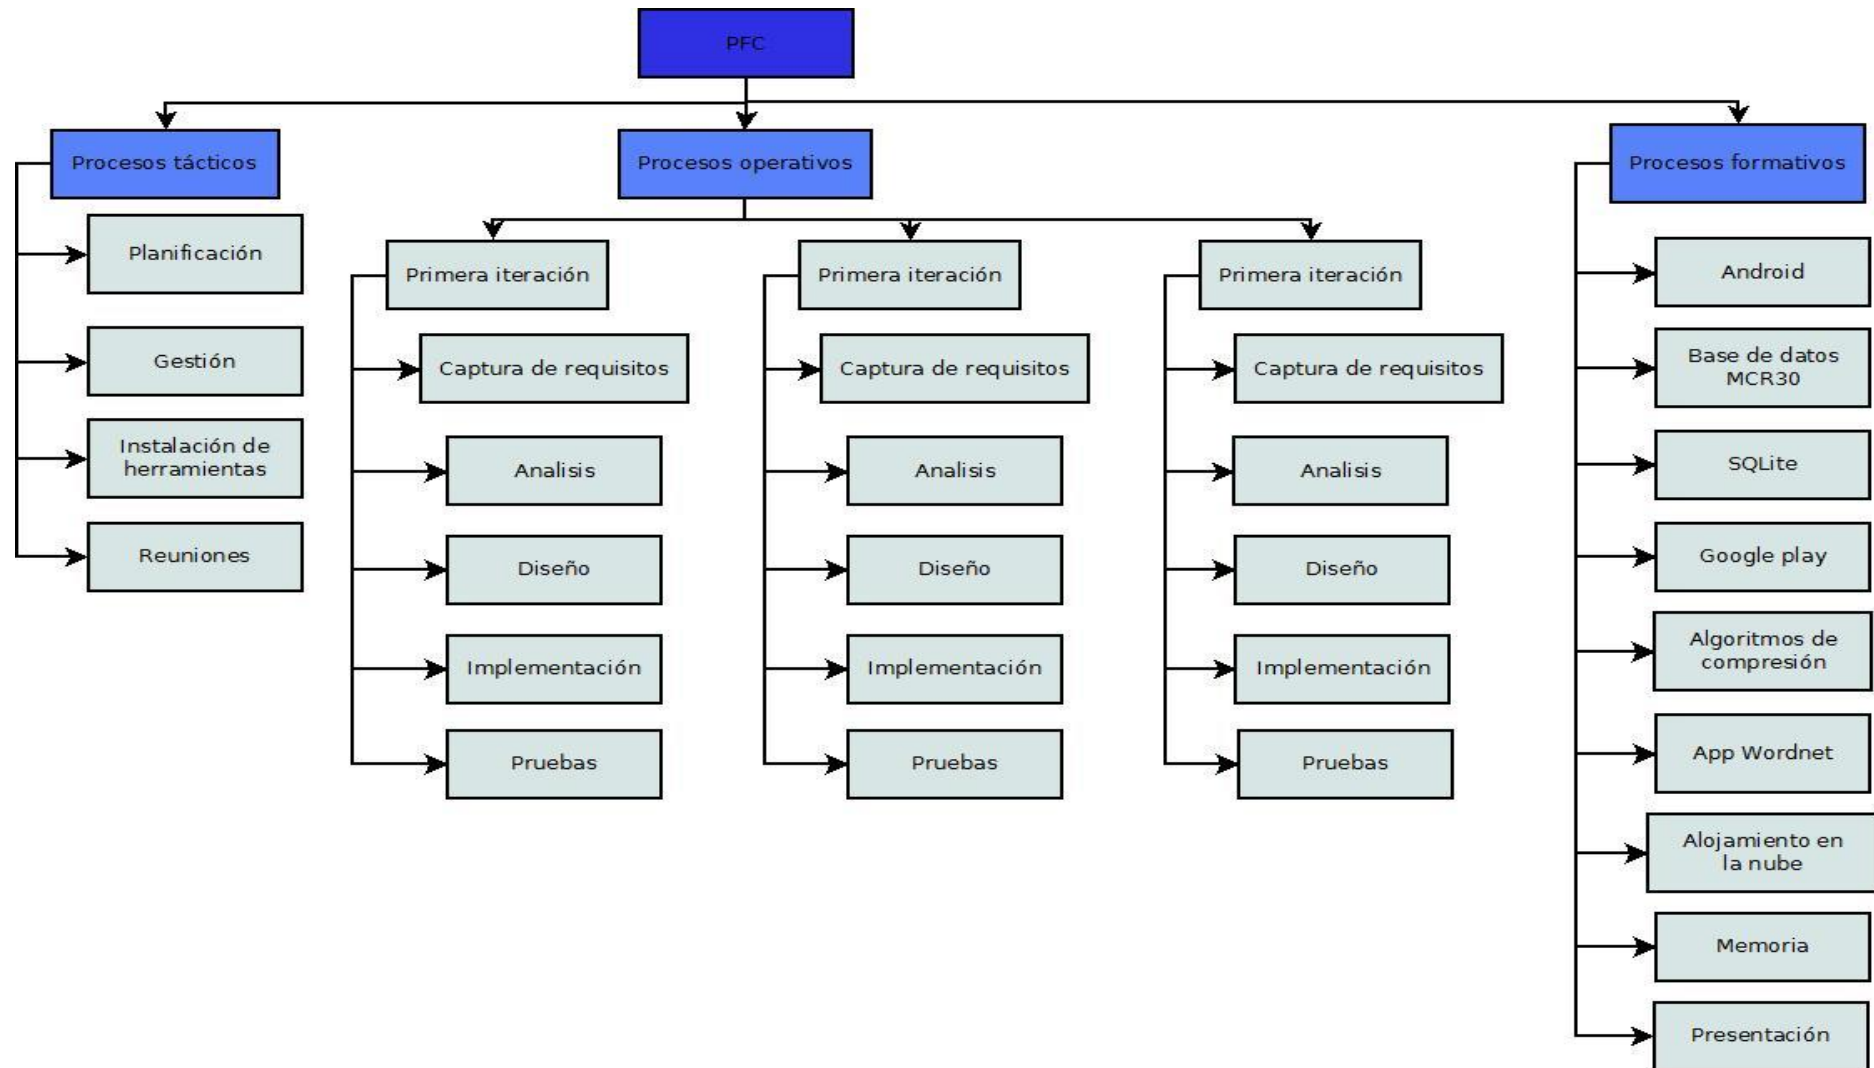 PFC
Procesos tácticos
Planificación
Gestión
Instalación de
herramientas
Reuniones
Procesos operativos
Primera iteración
Captura de requisitos
Analisis
Diseño
Implementación
Pruebas
Primera iteración
Captura de requisitos
Analisis
Diseño
Implementación
Pruebas
Primera iteración
Captura de requisitos
Analisis
Diseño
Implementación
Pruebas
Procesos formativos
Android
Base de datos
MCR30
SQLite
Google play
Algoritmos de
compresión
App Wordnet
Alojamiento en
la nube
Memoria
Presentación